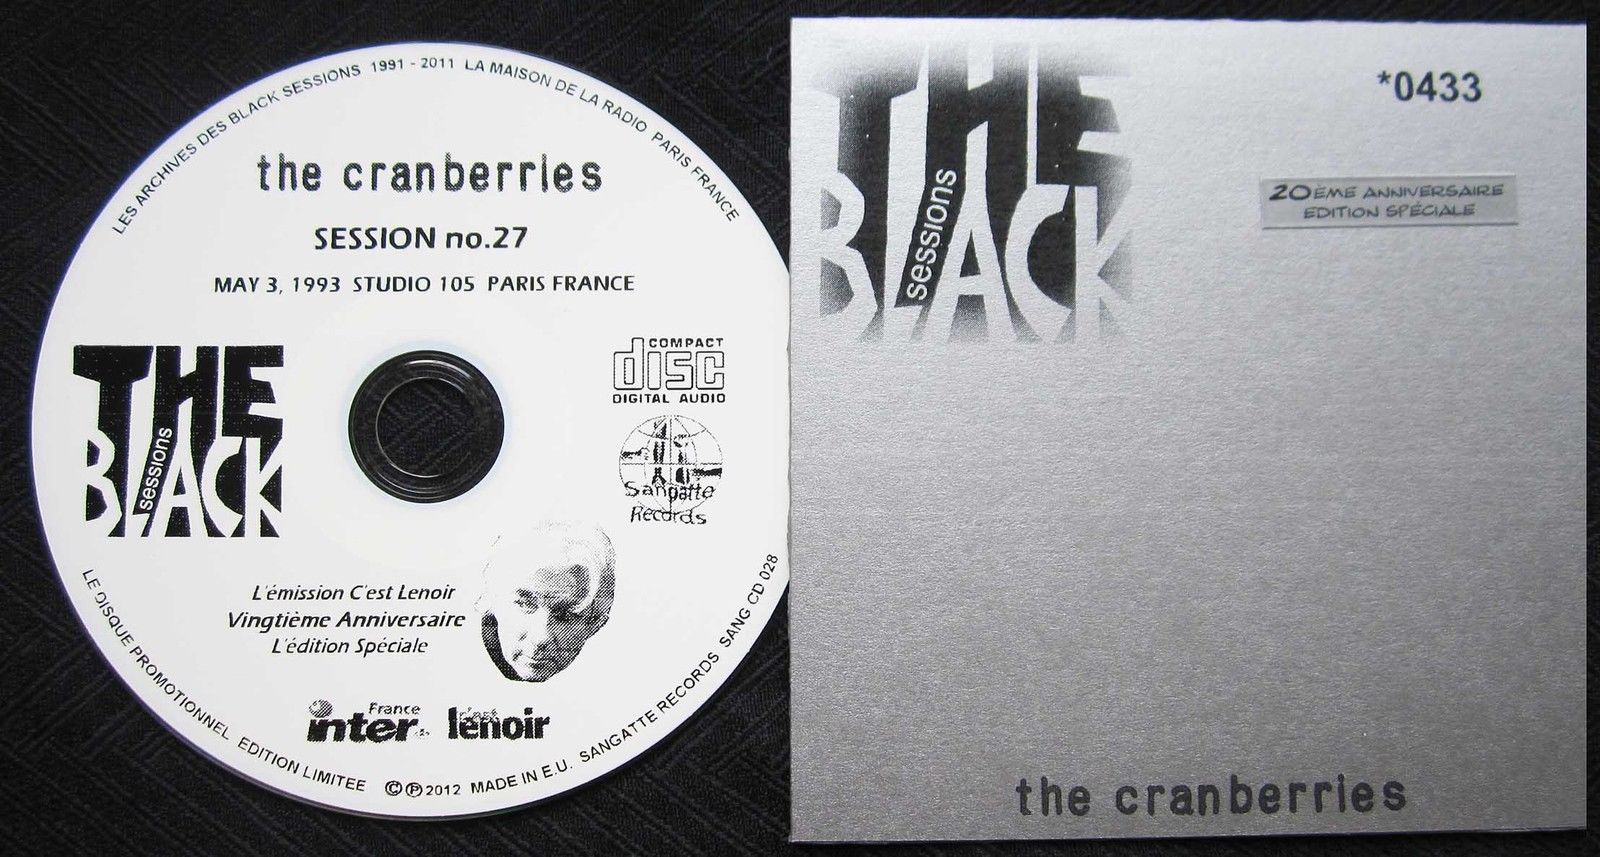 LES ARCHIVES DES BLACK SESSIONS 1991 - 2011 LA MAISON DE LA RADIO PARIS FRANCE
the cranberries
SESSION no.27
MAY 3, 1993 STUDIO 105 PARIS FRANCE
THE
BLACK
sessions
COMPACT
disc
DIGITAL AUDIO
Sangatte
Records
L'émission C'est Lenoir
Vingtième Anniversaire
L'édition Spéciale
France
inter
c'est
lenoir
LE DISQUE PROMOTIONNEL EDITION LIMITEE ©℗2012 MADE IN E.U. SANGATTE RECORDS SANG CD 028
THE
BLACK
sessions
*0433
20ÈME ANNIVERSAIRE
EDITION SPÉCIALE
the cranberries